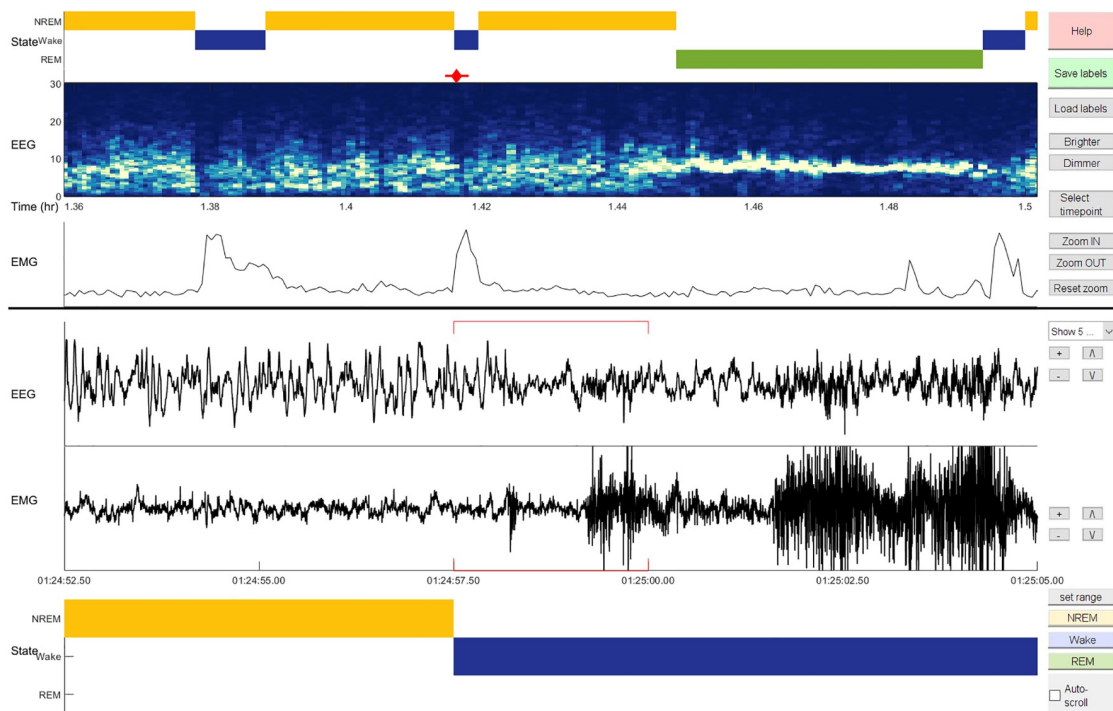 NREM
State Wake
REM
Help
30
20
EEG
10
0
Save labels
Load labels
Brighter
Dimmer
Time (hr)
1.36
1.38
1.4
1.42
1.44
1.46
1.48
1.5
Select
timepoint
EMG
Zoom IN
Zoom OUT
Reset zoom
EEG
Show 5 ...
+ /\
- \/
EMG
+ /\
- \/
01:24:52.50
01:24:55.00
01:24:57.50
01:25:00.00
01:25:02.50
01:25:05.00
NREM
State Wake
REM
set range
NREM
Wake
REM
Auto-
scroll